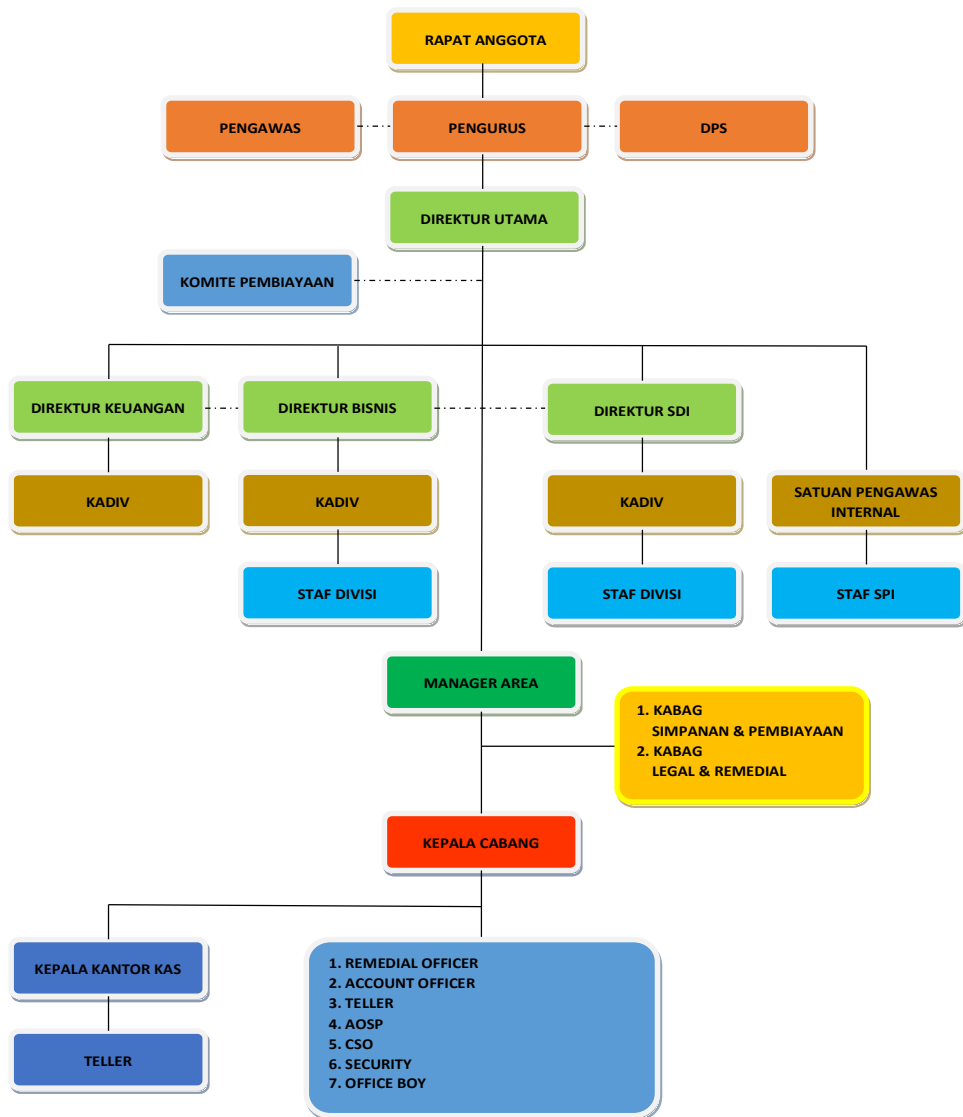 RAPAT ANGGOTA
PENGAWAS
PENGURUS
DPS
DIREKTUR UTAMA
KOMITE PEMBIAYAAN
DIREKTUR KEUANGAN
DIREKTUR BISNIS
DIREKTUR SDI
KADIV
KADIV
KADIV
SATUAN PENGAWAS
INTERNAL
STAF DIVISI
STAF DIVISI
STAF SPI
MANAGER AREA
1. KABAG
SIMPANAN & PEMBIAYAAN
2. KABAG
LEGAL & REMEDIAL
KEPALA CABANG
KEPALA KANTOR KAS
TELLER
1. REMEDIAL OFFICER
2. ACCOUNT OFFICER
3. TELLER
4. AOSP
5. CSO
6. SECURITY
7. OFFICE BOY